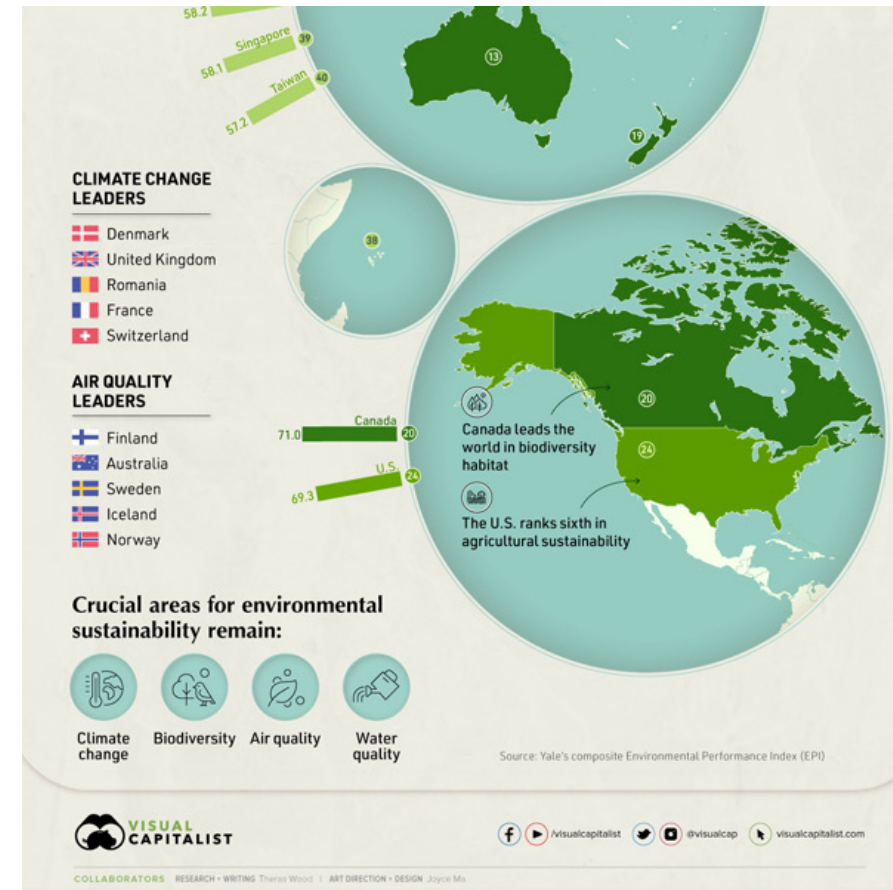 58.2
Singapore 39
58.1
Taiwan 40
57.2
13
19
38
CLIMATE CHANGE
LEADERS
Denmark
United Kingdom
Romania
France
Switzerland
AIR QUALITY
LEADERS
Finland
Australia
Sweden
Iceland
Norway
71.0 Canada 20
69.3 U.S. 24
20
24
Canada leads the
world in biodiversity
habitat
The U.S. ranks sixth in
agricultural sustainability
Crucial areas for environmental
sustainability remain:
Climate
change
Biodiversity
Air quality
Water
quality
Source: Yale's composite Environmental Performance Index (EPI)
VISUAL
CAPITALIST
/visualcapitalist @visualcap visualcapitalist.com
COLLABORATORS RESEARCH + WRITING Theras Wood | ART DIRECTION + DESIGN Joyce Ma